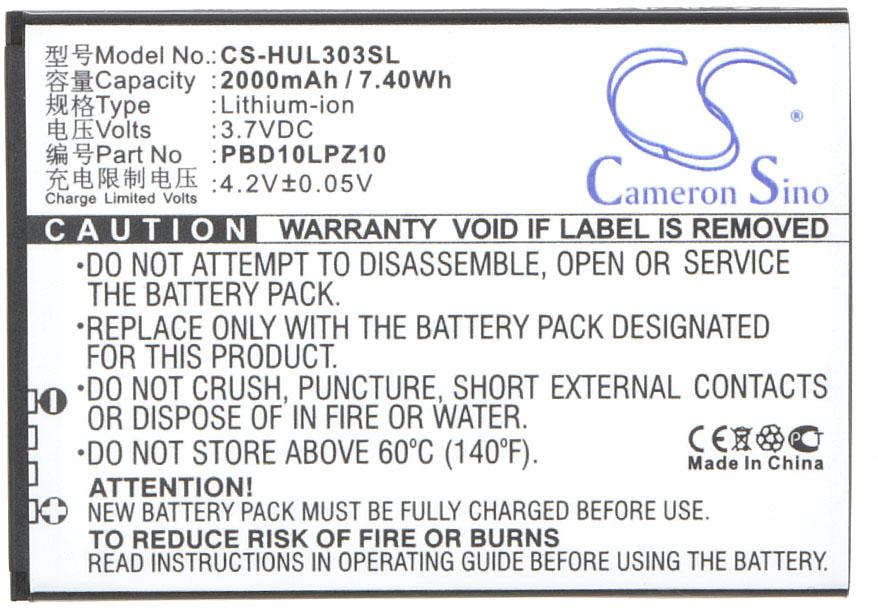 型号Model No.:CS-HUL303SL
容量Capacity :2000mAh / 7.40Wh
规格Type :Lithium-ion
电压Volts :3.7VDC
编号Part No :PBD10LPZ10
充电限制电压 :4.2V±0.05V
Charge Limited Volts
CS
®
Cameron Sino
CAUTION WARRANTY VOID IF LABEL IS REMOVED
•DO NOT ATTEMPT TO DISASSEMBLE, OPEN OR SERVICE
THE BATTERY PACK.
•REPLACE ONLY WITH THE BATTERY PACK DESIGNATED
FOR THIS PRODUCT.
•DO NOT CRUSH, PUNCTURE, SHORT EXTERNAL CONTACTS
OR DISPOSE OF IN FIRE OR WATER.
•DO NOT STORE ABOVE 60°C (140°F).
CE PCT
Made In China
ATTENTION!
NEW BATTERY PACK MUST BE FULLY CHARGED BEFORE USE.
TO REDUCE RISK OF FIRE OR BURNS
READ INSTRUCTIONS IN OPERATING GUIDE BEFORE USING THE BATTERY.